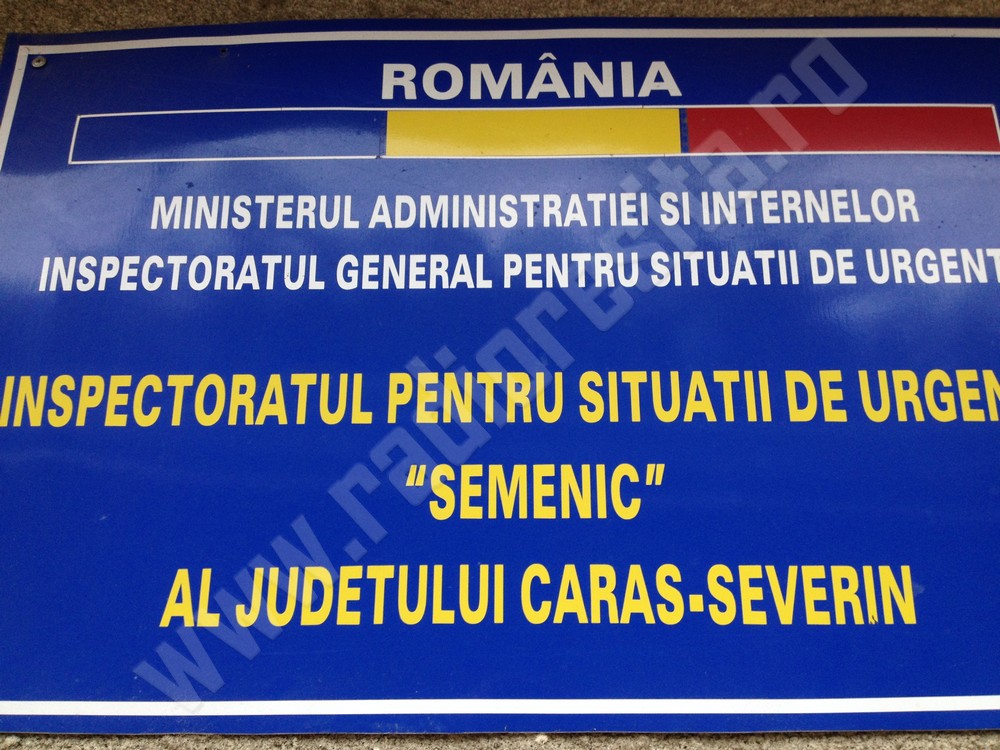 ROMÂNIA
MINISTERUL ADMINISTRATIEI SI INTERNELOR
INSPECTORATUL GENERAL PENTRU SITUATII DE URGENT
INSPECTORATUL PENTRU SITUATII DE URGEN
"SEMENIC"
AL JUDETULUI CARAS-SEVERIN
www.radioresita.ro